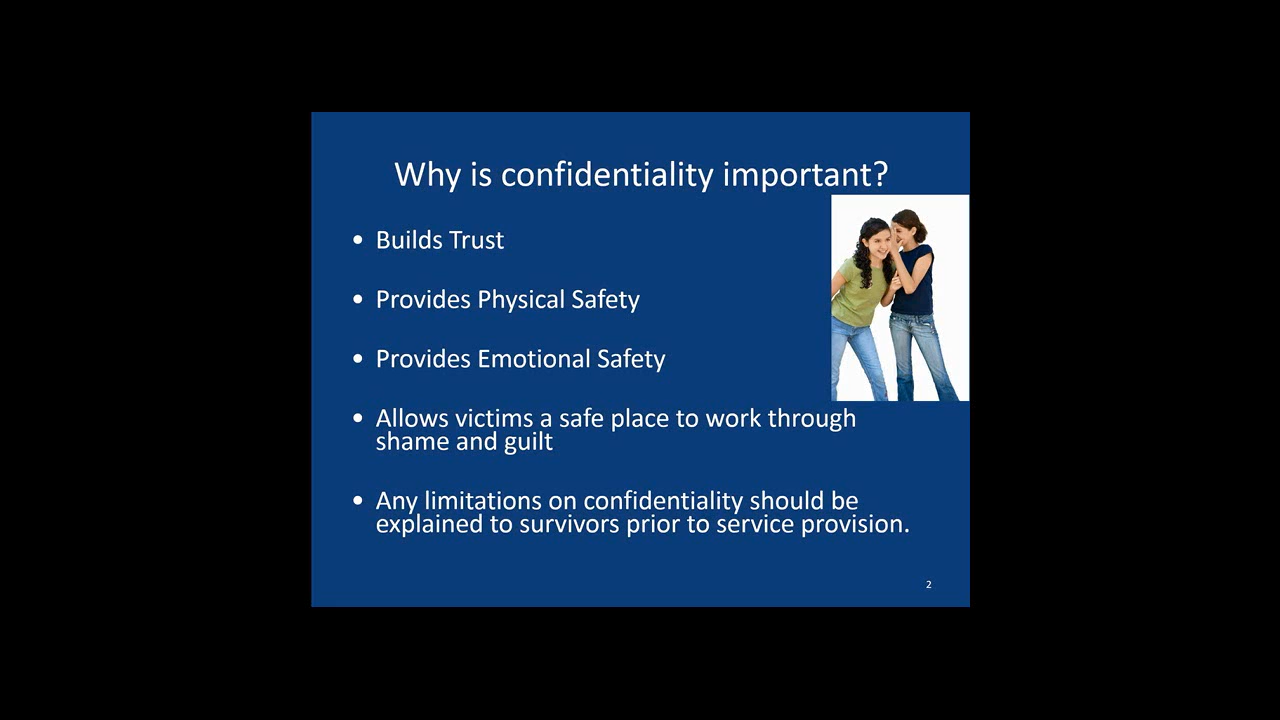 Why is confidentiality important?
• Builds Trust
• Provides Physical Safety
• Provides Emotional Safety
• Allows victims a safe place to work through
shame and guilt
• Any limitations on confidentiality should be
explained to survivors prior to service provision.
2